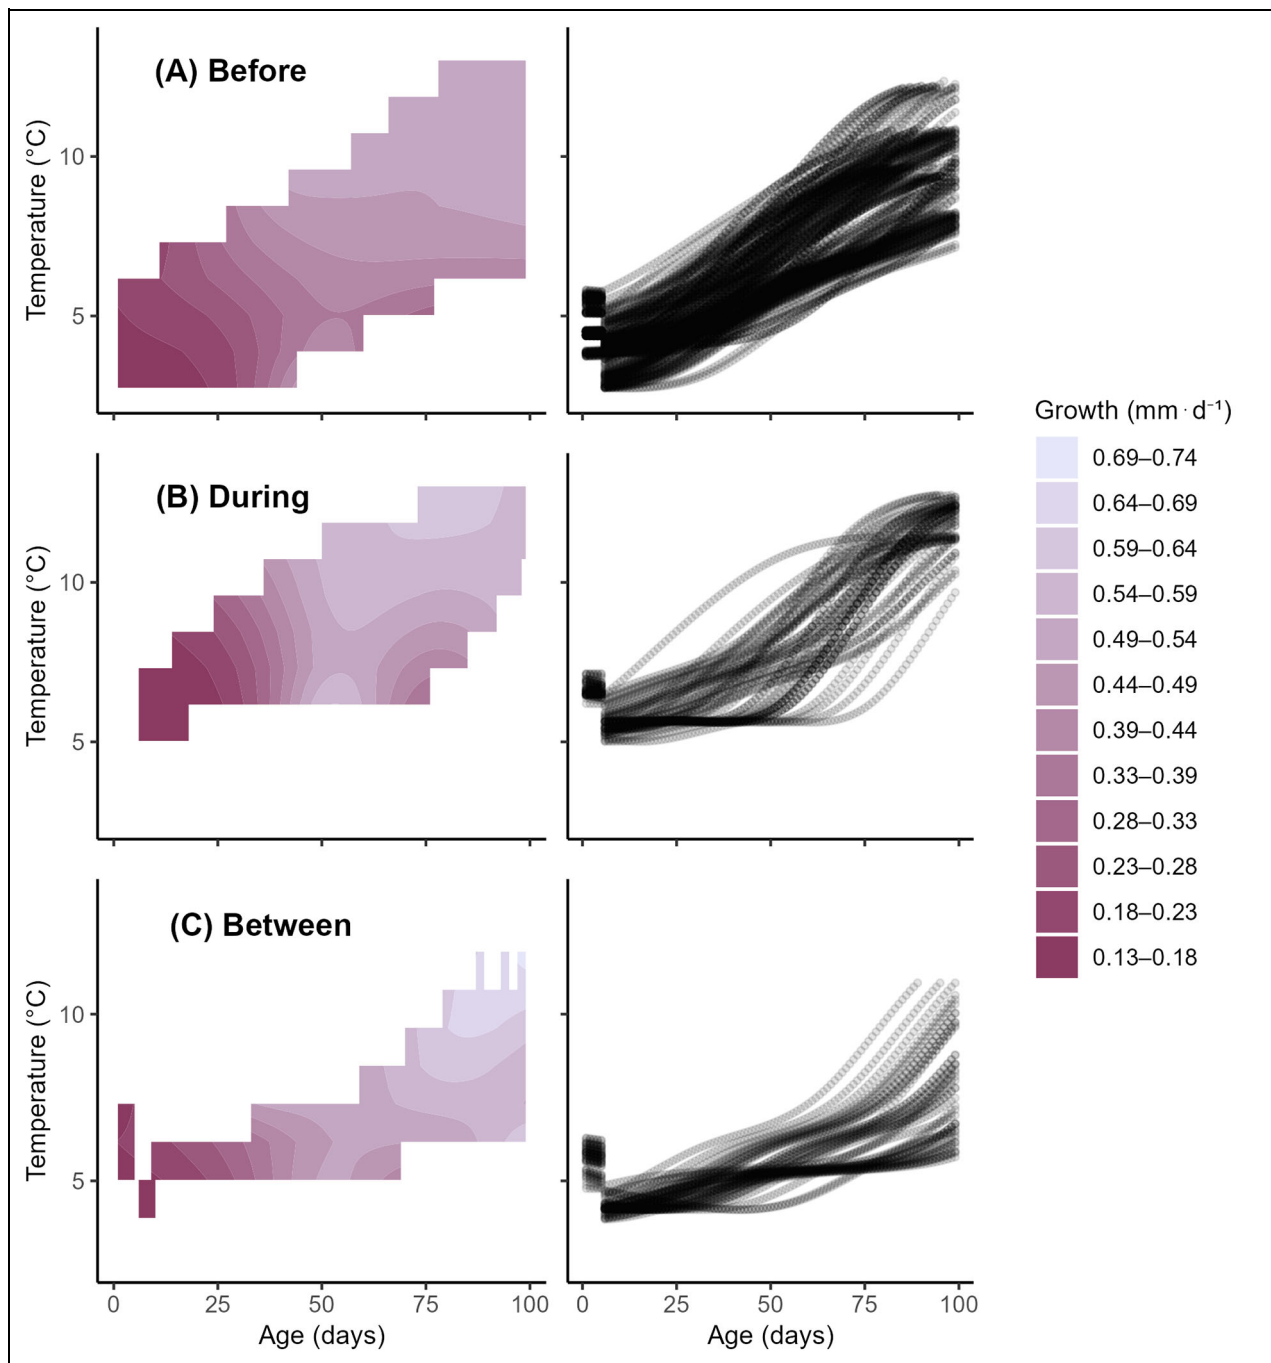 (A) Before
Temperature (°C)
10
5
(B) During
Temperature (°C)
10
5
(C) Between
Temperature (°C)
10
5
0 25 50 75 100
Age (days)
0 25 50 75 100
Age (days)
Growth (mm · d⁻¹)
0.69–0.74
0.64–0.69
0.59–0.64
0.54–0.59
0.49–0.54
0.44–0.49
0.39–0.44
0.33–0.39
0.28–0.33
0.23–0.28
0.18–0.23
0.13–0.18